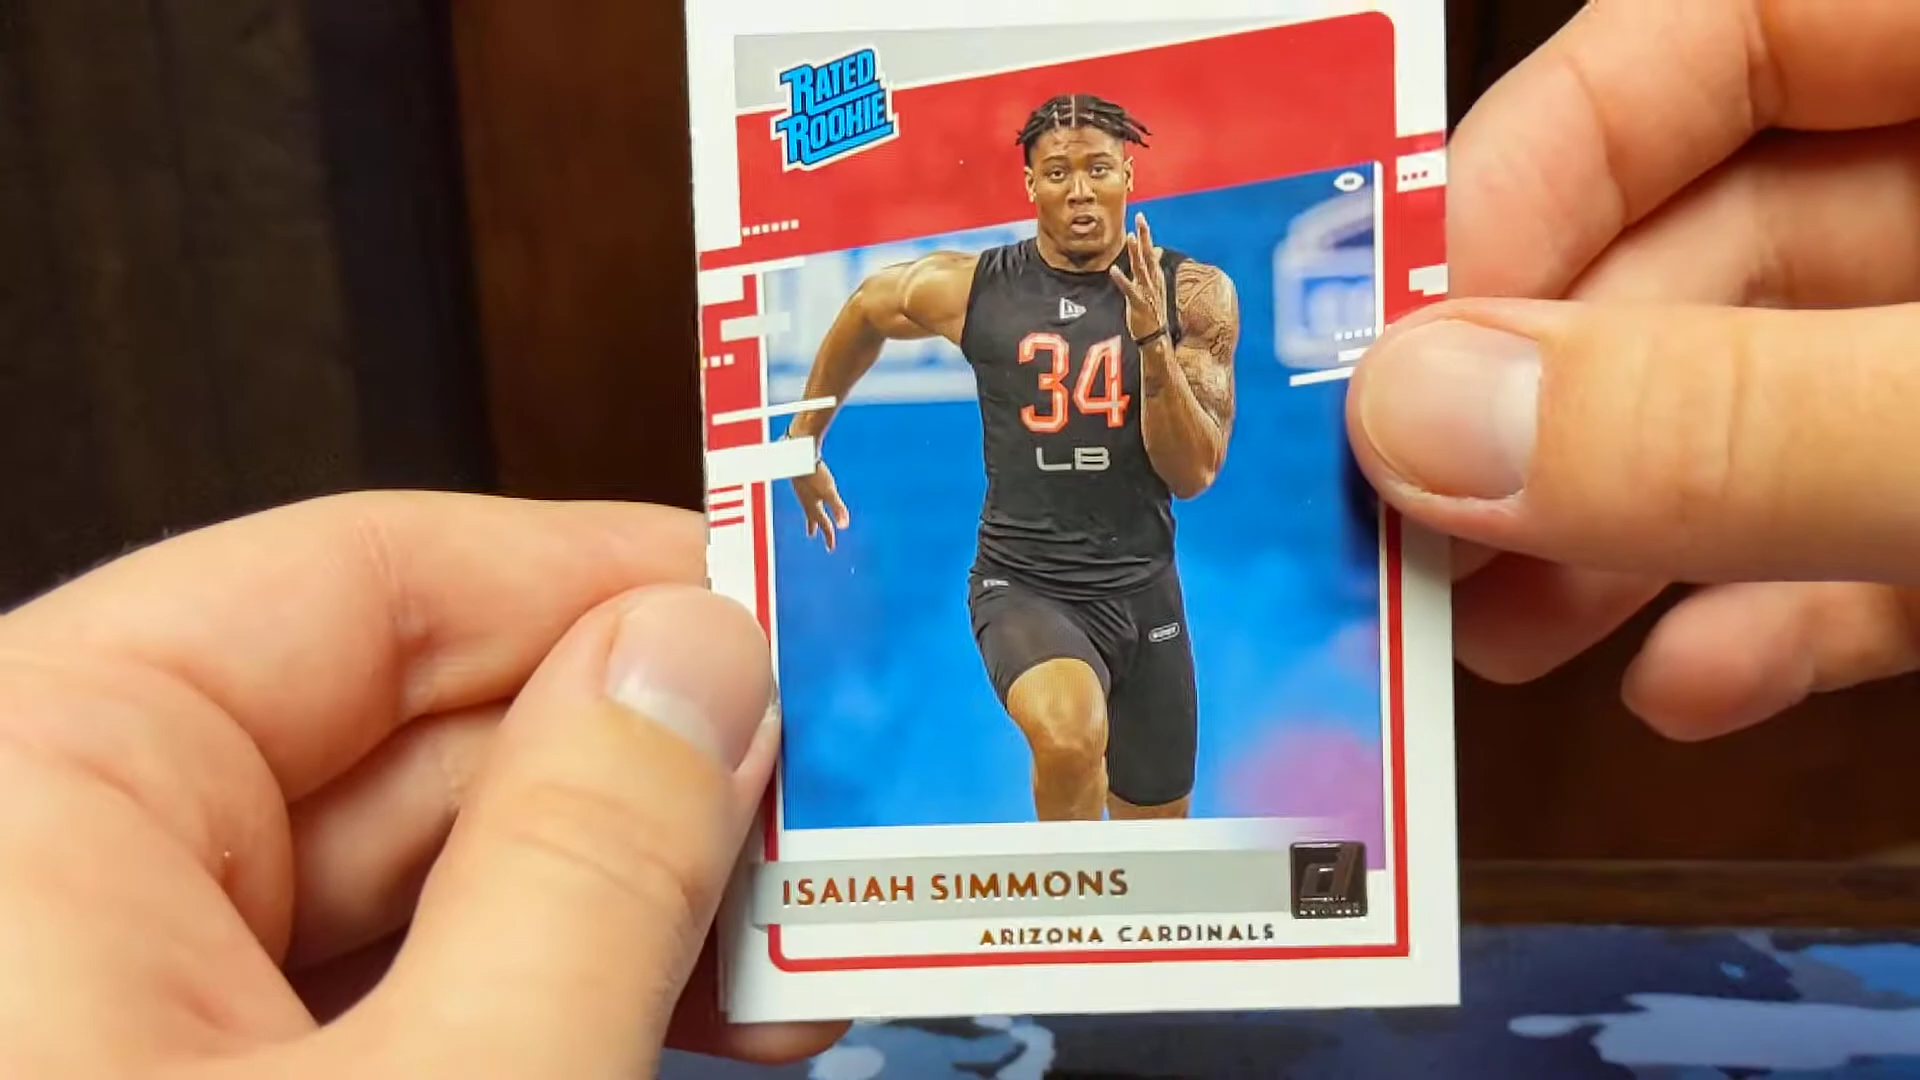 RATED
ROOKIE
34
LB
ISAIAH SIMMONS
ARIZONA CARDINALS